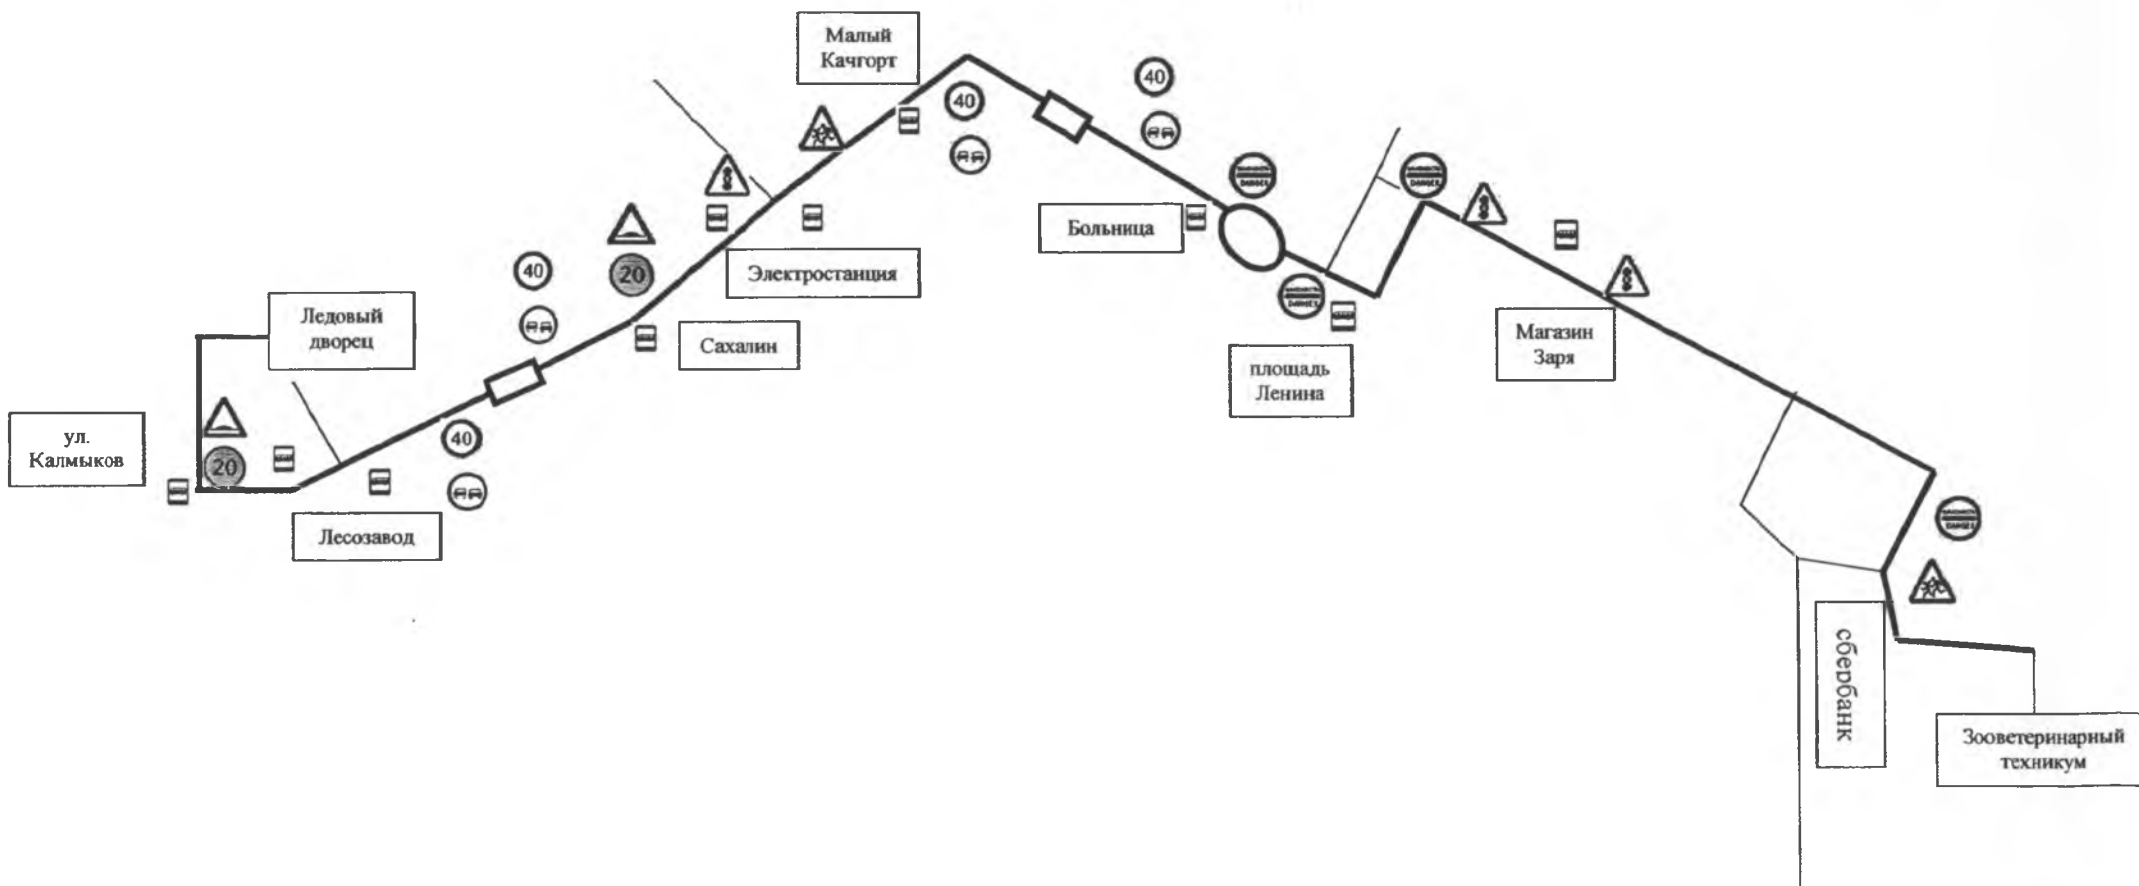 Малый
Качгорт
40
40
40
Больница
20
Электростанция
Ледовый
дворец
Сахалин
площадь
Ленина
Магазин
Заря
ул.
Калмыков
20
40
Лесозавод
сбербанк
Зооветеринарный
техникум